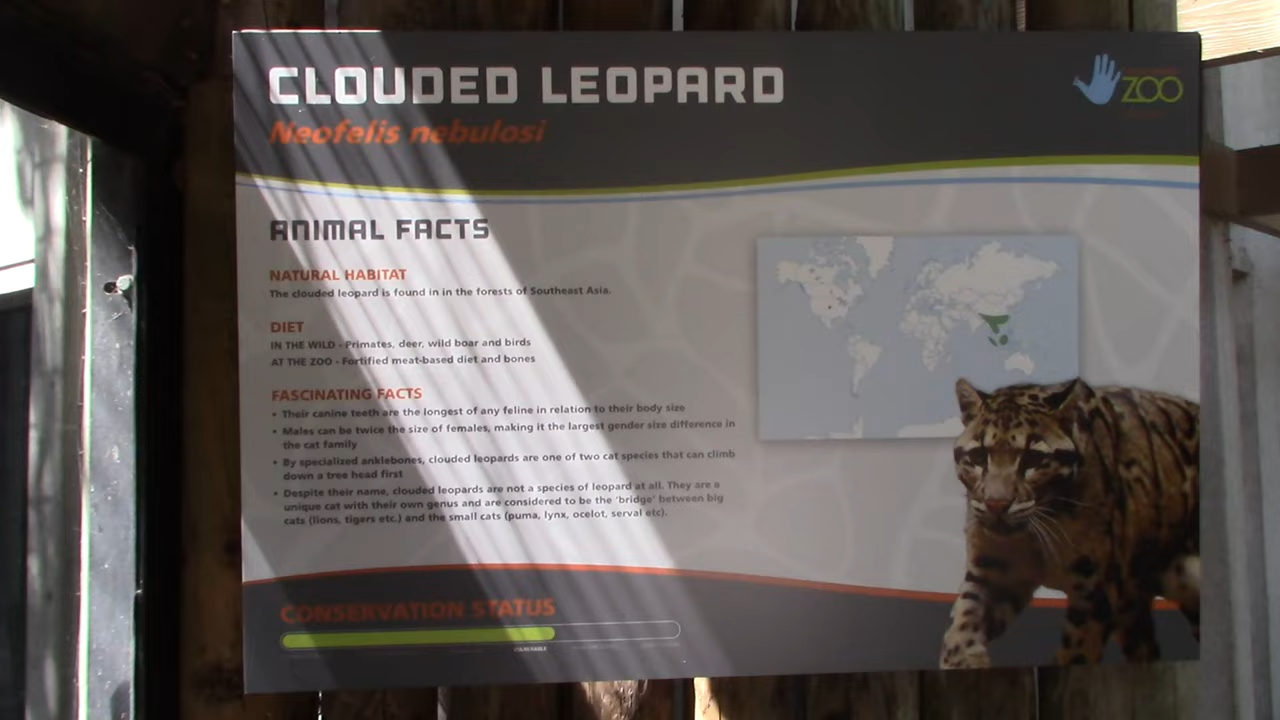 CLOUDED LEOPARD
Neofelis nebulosi
ZOO
ANIMAL FACTS
NATURAL HABITAT
The clouded leopard is found in in the forests of Southeast Asia.
DIET
IN THE WILD - Primates, deer, wild boar and birds
AT THE ZOO - Fortified meat-based diet and bones
FASCINATING FACTS
• Their canine teeth are the longest of any feline in relation to their body size
• Males can be twice the size of females, making it the largest gender size difference in
the cat family
• By specialized anklebones, clouded leopards are one of two cat species that can climb
down a tree head first
• Despite their name, clouded leopards are not a species of leopard at all. They are a
unique cat with their own genus and are considered to be the 'bridge' between big
cats (lions, tigers etc.) and the small cats (puma, lynx, ocelot, serval etc).
CONSERVATION STATUS
VULNERABLE